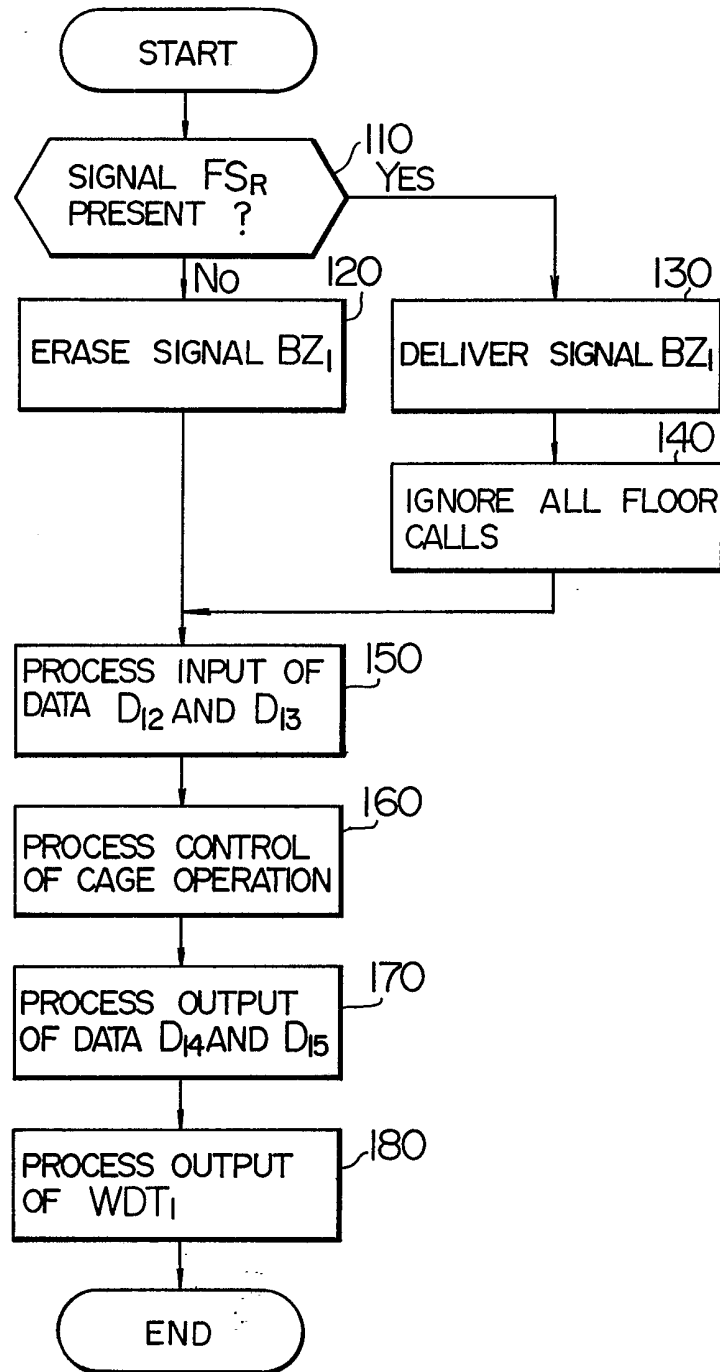 START
110
SIGNAL FSR
PRESENT ?
YES
No
120
ERASE SIGNAL BZ1
130
DELIVER SIGNAL BZ1
140
IGNORE ALL FLOOR
CALLS
150
PROCESS INPUT OF
DATA D12 AND D13
160
PROCESS CONTROL
OF CAGE OPERATION
170
PROCESS OUTPUT
OF DATA D14 AND D15
180
PROCESS OUTPUT
OF WDT1
END